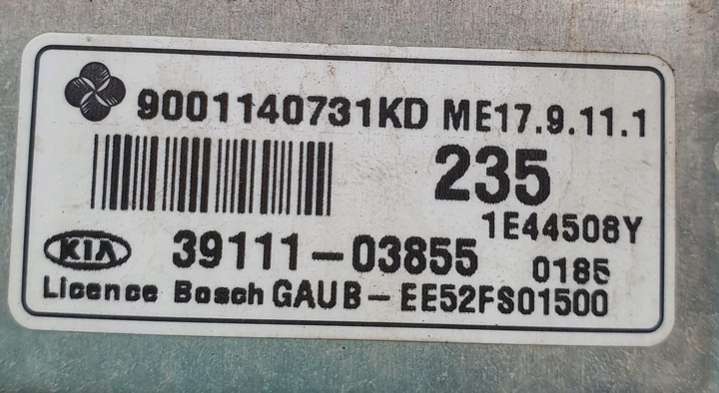 9001140731KD ME17.9.11.1
235
1E44508Y
KIA 39111-03855 0185
Licence Bosch GAUB-EE52FS01500